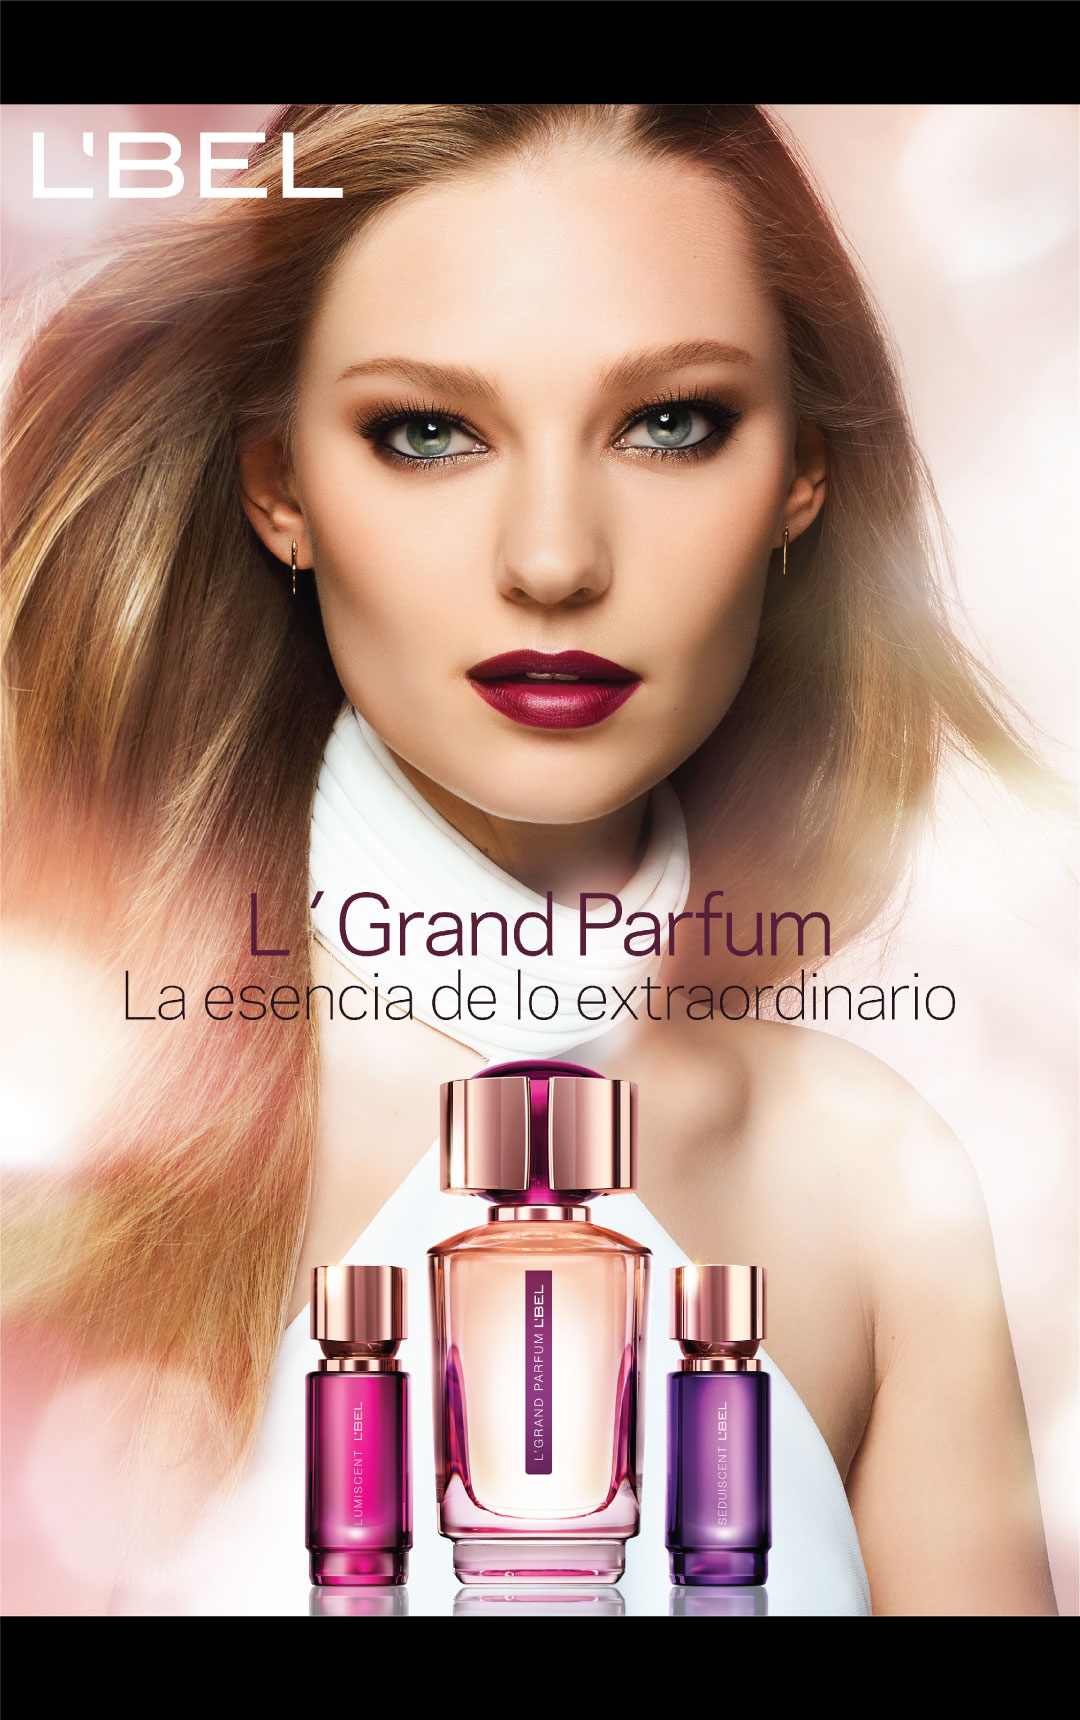 L'BEL
L'Grand Parfum
La esencia de lo extraordinario
LUMISCENT L'BEL
L'GRAND PARFUM L'BEL
SEDUISCENT L'BEL